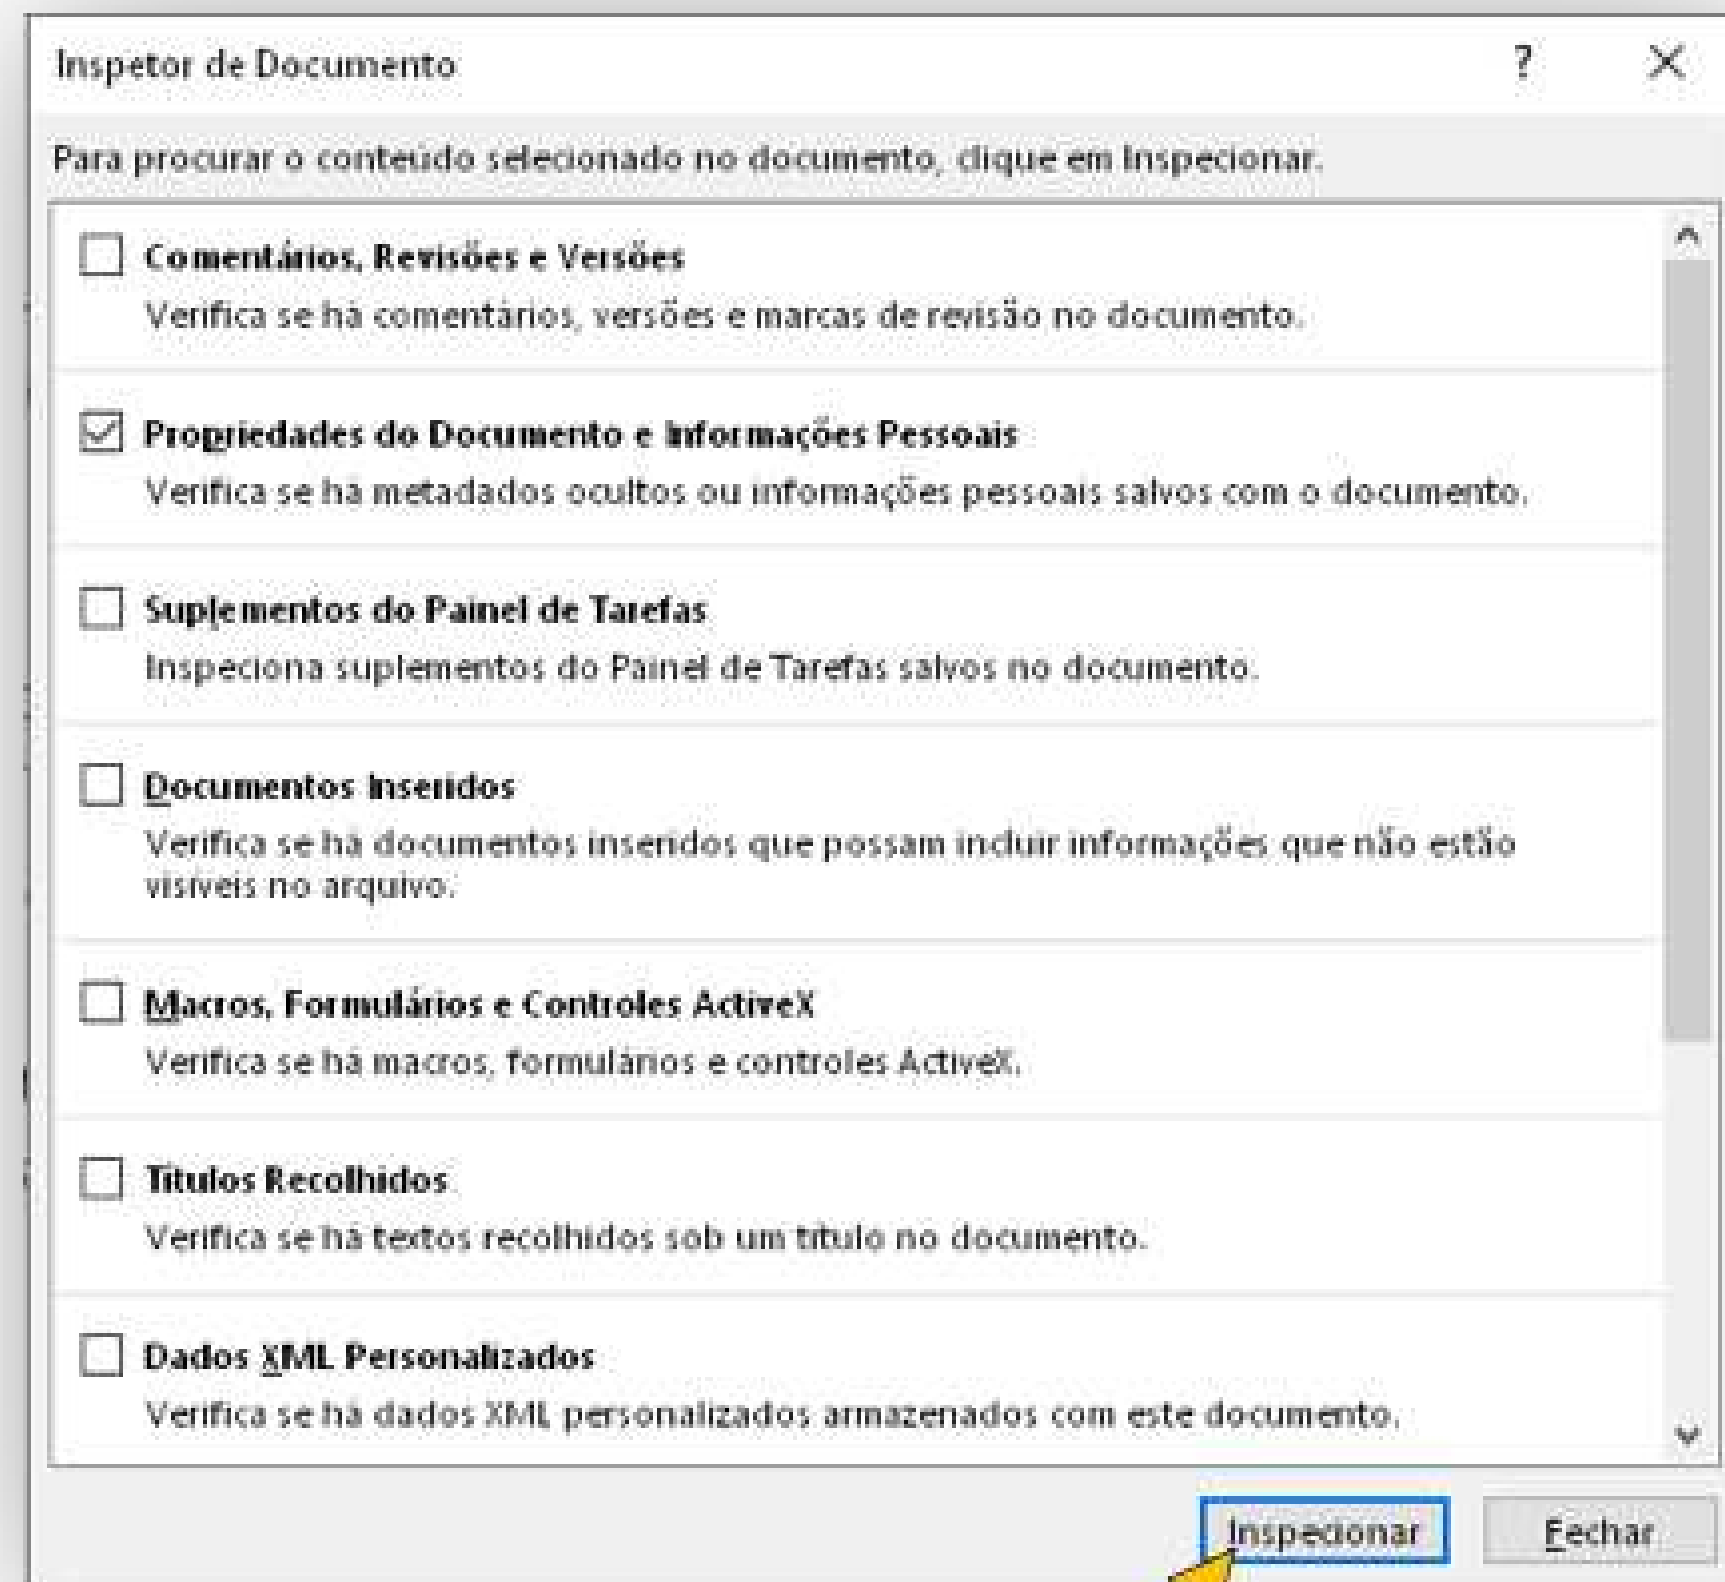 Inspetor de Documento
?
Para procurar o conteúdo selecionado no documento, clique em Inspecionar.
Comentários, Revisões e Versões
Verifica se há comentários, versões e marcas de revisão no documento.
Propriedades do Documento e Informações Pessoais
Verifica se há metadados ocultos ou informações pessoais salvos com o documento.
Suplementos do Painel de Tarefas
Inspeciona suplementos do Painel de Tarefas salvos no documento.
Documentos Inseridos
Verifica se há documentos inseridos que possam incluir informações que não estão
visíveis no arquivo.
Macros, Formulários e Controles ActiveX
Verifica se há macros, formulários e controles ActiveX.
Títulos Recolhidos
Verifica se há textos recolhidos sob um título no documento.
Dados XML Personalizados
Verifica se há dados XML personalizados armazenados com este documento.
Inspecionar
Fechar